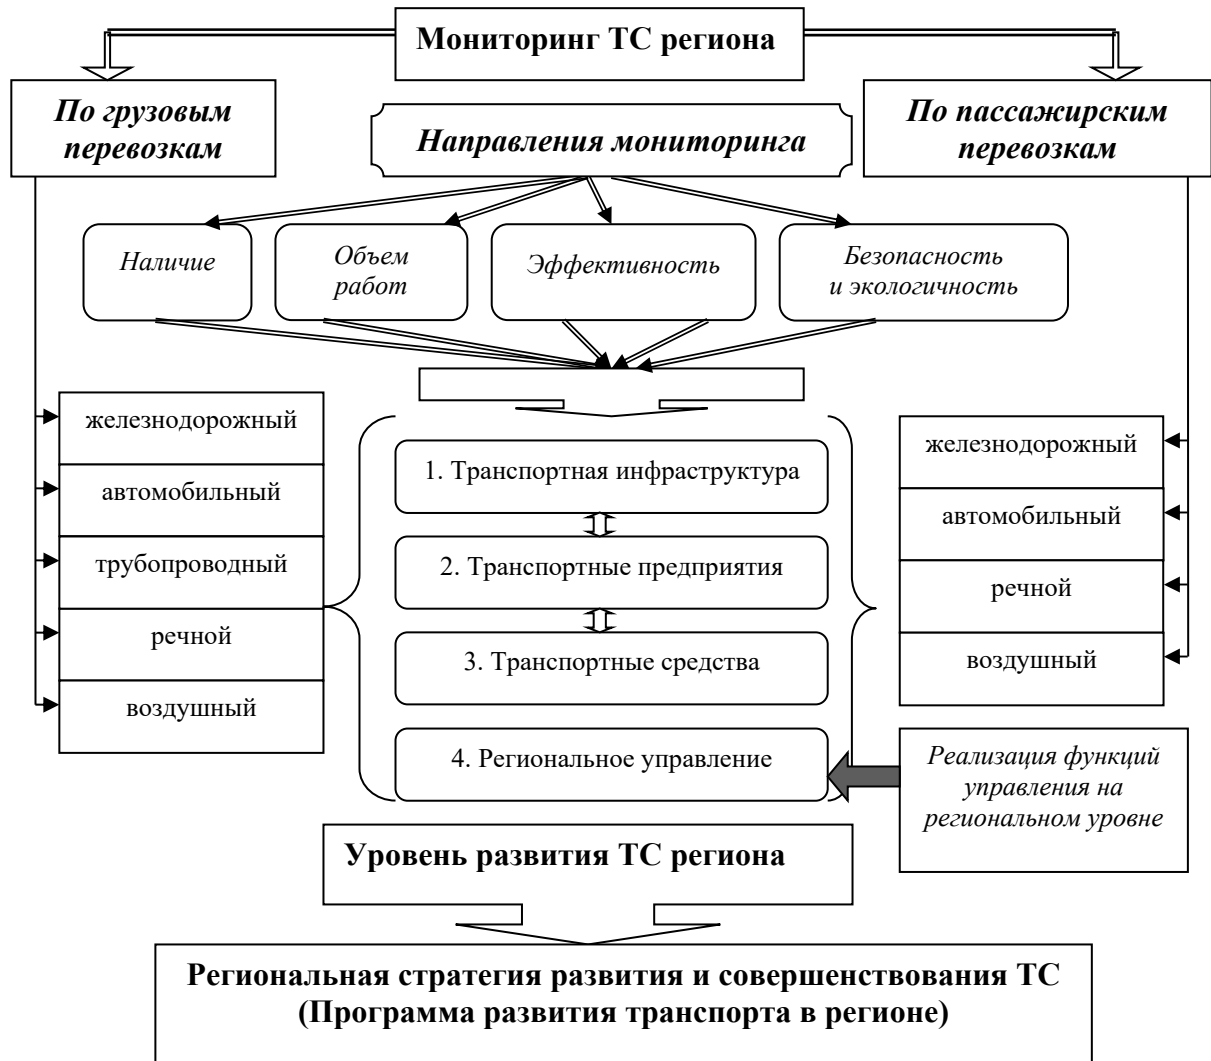 Мониторинг ТС региона
По грузовым
перевозкам
Направления мониторинга
По пассажирским
перевозкам
Наличие
Объем
работ
Эффективность
Безопасность
и экологичность
железнодорожный
автомобильный
трубопроводный
речной
воздушный
1. Транспортная инфраструктура
2. Транспортные предприятия
3. Транспортные средства
4. Региональное управление
железнодорожный
автомобильный
речной
воздушный
Реализация функций
управления на
региональном уровне
Уровень развития ТС региона
Региональная стратегия развития и совершенствования ТС
(Программа развития транспорта в регионе)